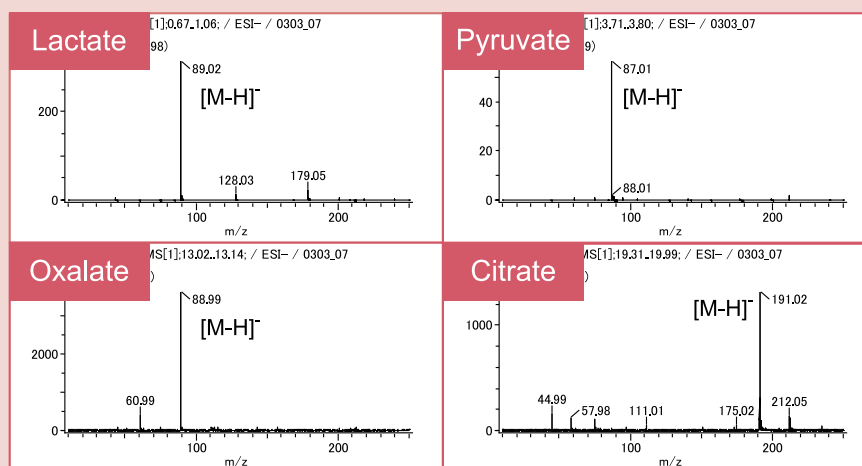 Lactate
[1];0.67..1.06; / ESI- / 0303_07
98)
89.02
[M-H]-
200
128.03
179.05
0
100
200
m/z
Pyruvate
[1];3.71..3.80; / ESI- / 0303_07
9)
87.01
[M-H]-
40
20
88.01
0
100
200
m/z
Oxalate
MS[1];13.02..13.14; / ESI- / 0303_07
)
88.99
[M-H]-
2000
60.99
0
100
200
m/z
Citrate
MS[1];19.31..19.99; / ESI- / 0303_07
)
[M-H]-
191.02
1000
44.99
57.98
111.01
175.02
212.05
0
100
200
m/z